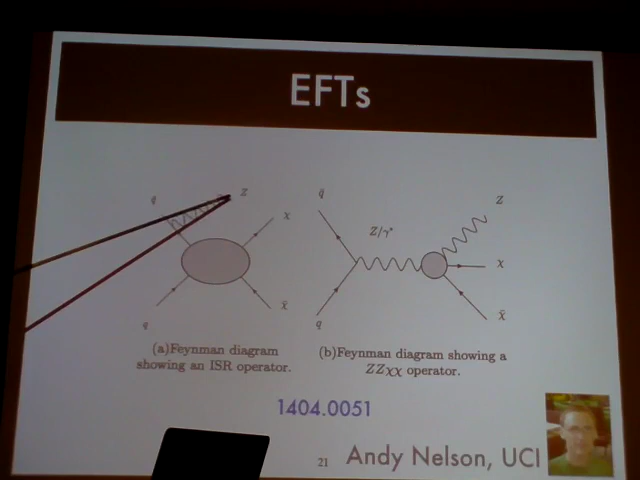 EFTs
q̄ Z χ χ̄ q
q̄ Z/γ* Z χ χ̄ q
(a)Feynman diagram
showing an ISR operator.
(b)Feynman diagram showing a
ZZχχ operator.
1404.0051
21 Andy Nelson, UCI